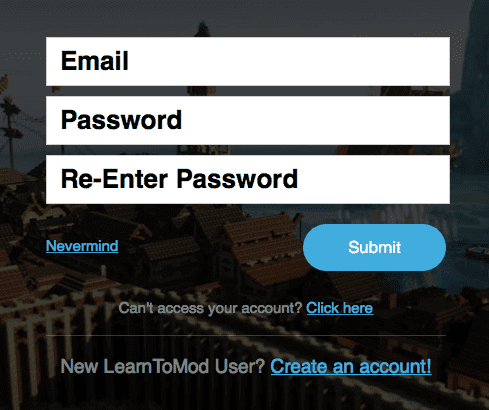 Email
Password
Re-Enter Password
Nevermind Submit
Can't access your account? Click here
New LearnToMod User? Create an account!